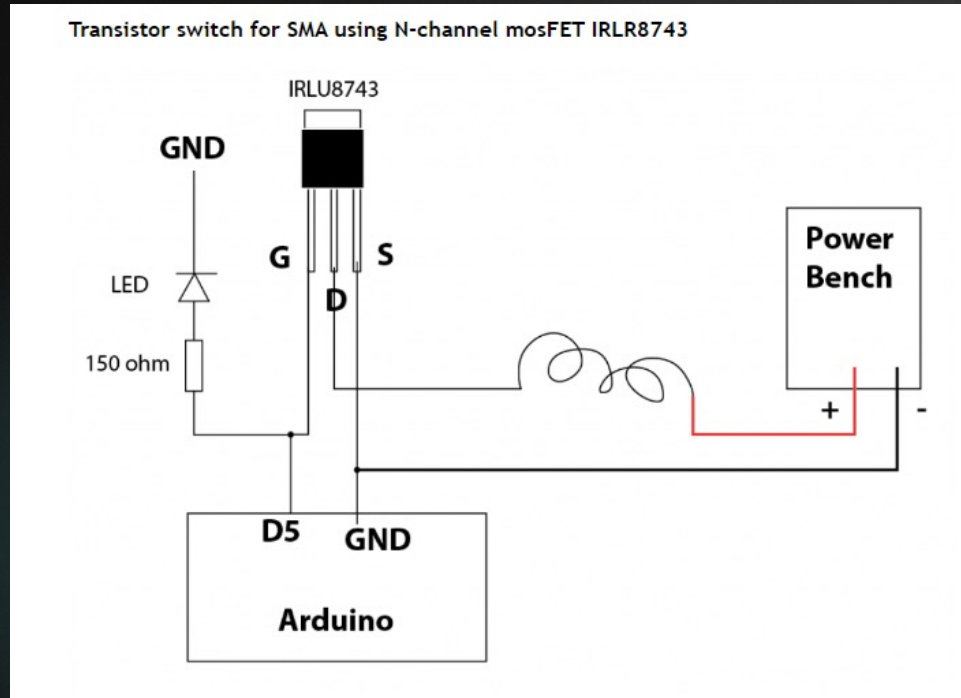 Transistor switch for SMA using N-channel mosFET IRLR8743
IRLU8743
GND
G
S
D
LED
150 ohm
Power
Bench
+
-
D5
GND
Arduino